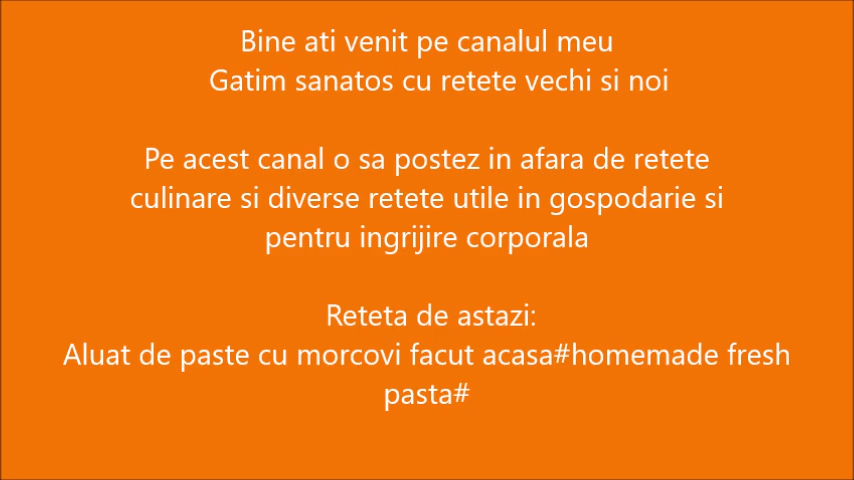 Bine ati venit pe canalul meu
Gatim sanatos cu retete vechi si noi
Pe acest canal o sa postez in afara de retete
culinare si diverse retete utile in gospodarie si
pentru ingrijire corporala
Reteta de astazi:
Aluat de paste cu morcovi facut acasa#homemade fresh
pasta#